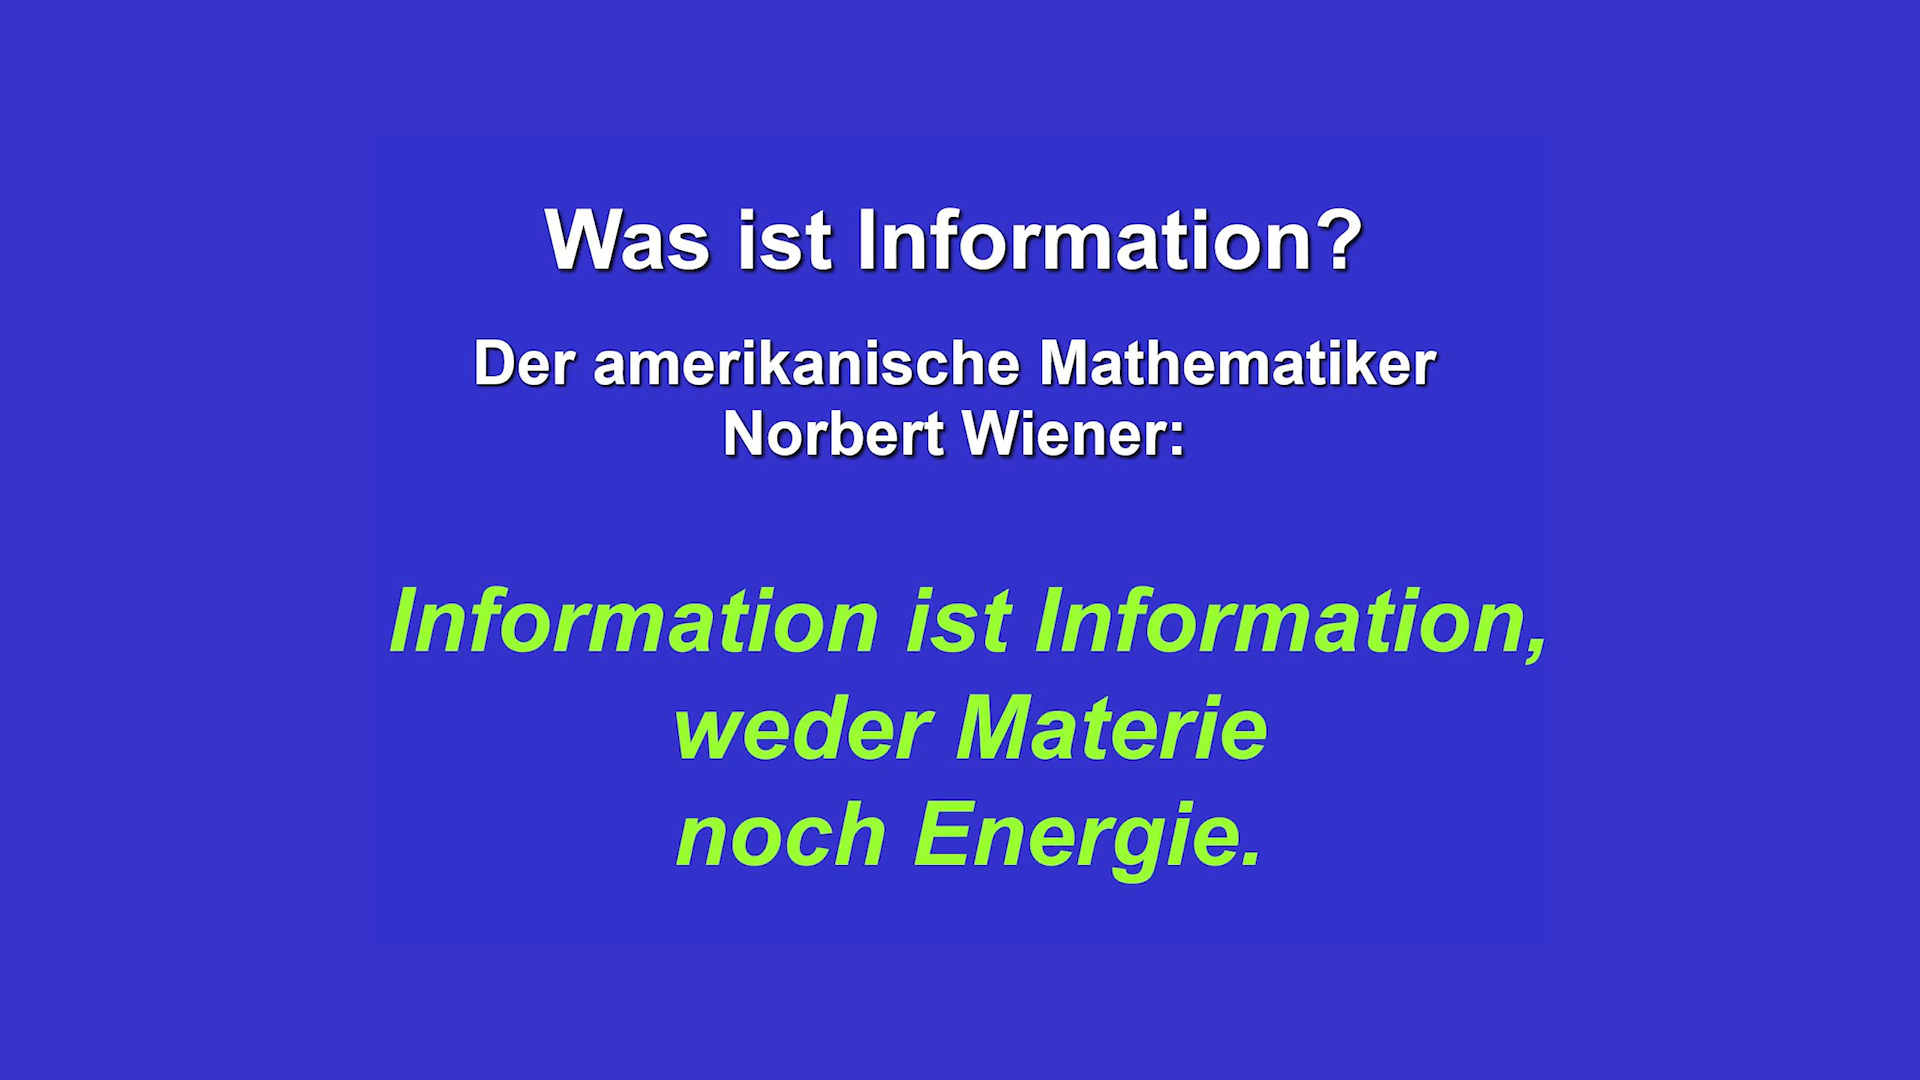 Was ist Information?
Der amerikanische Mathematiker
Norbert Wiener:
Information ist Information,
weder Materie
noch Energie.